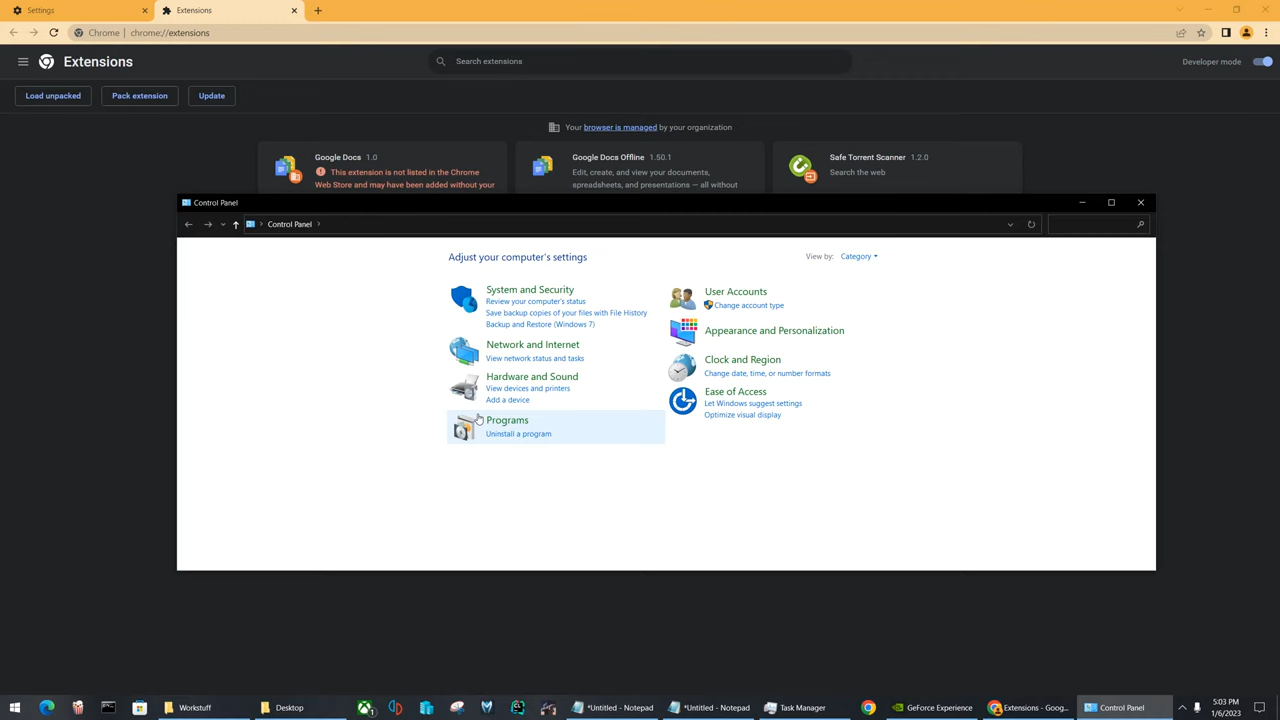 Settings
Extensions
Chrome | chrome://extensions
Extensions
Search extensions
Developer mode
Load unpacked
Pack extension
Update
Your browser is managed by your organization
Google Docs 1.0
This extension is not listed in the Chrome
Web Store and may have been added without your
Google Docs Offline 1.50.1
Edit, create, and view your documents,
spreadsheets, and presentations — all without
Safe Torrent Scanner 1.2.0
Search the web
Control Panel
Control Panel
Adjust your computer's settings
View by: Category
System and Security
Review your computer's status
Save backup copies of your files with File History
Backup and Restore (Windows 7)
Network and Internet
View network status and tasks
Hardware and Sound
View devices and printers
Add a device
Programs
Uninstall a program
User Accounts
Change account type
Appearance and Personalization
Clock and Region
Change date, time, or number formats
Ease of Access
Let Windows suggest settings
Optimize visual display
Workstuff
Desktop
1
*Untitled - Notepad
*Untitled - Notepad
Task Manager
GeForce Experience
Extensions - Goog...
Control Panel
5:03 PM
1/6/2023